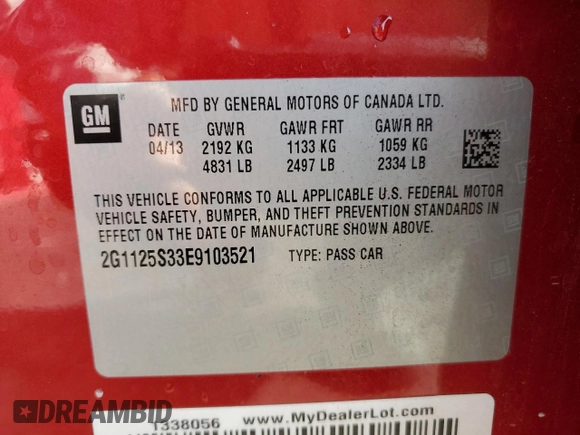 GM
MFD BY GENERAL MOTORS OF CANADA LTD.
DATE GVWR GAWR FRT GAWR RR
04/13 2192 KG 1133 KG 1059 KG
4831 LB 2497 LB 2334 LB
THIS VEHICLE CONFORMS TO ALL APPLICABLE U.S. FEDERAL MOTOR
VEHICLE SAFETY, BUMPER, AND THEFT PREVENTION STANDARDS IN
EFFECT ON THE DATE OF MANUFACTURE SHOWN ABOVE.
2G1125S33E9103521 TYPE: PASS CAR
1338056 www.MyDealerLot.com
DREAMBID